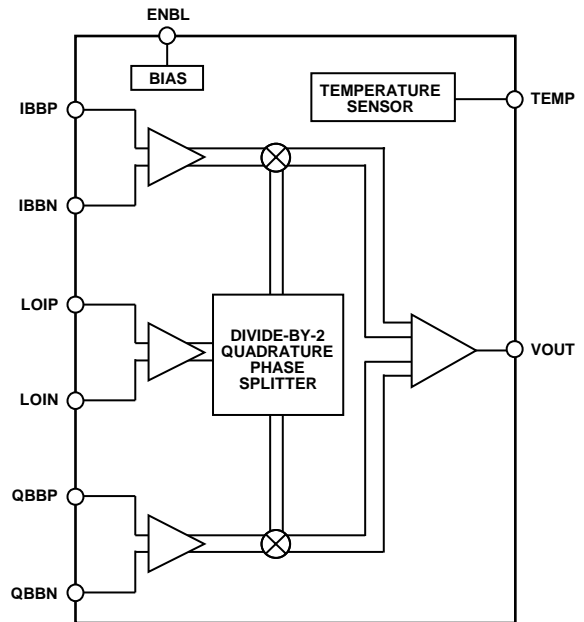 ENBL
BIAS
TEMPERATURE
SENSOR
TEMP
IBBP
IBBN
LOIP
LOIN
DIVIDE-BY-2
QUADRATURE
PHASE
SPLITTER
VOUT
QBBP
QBBN